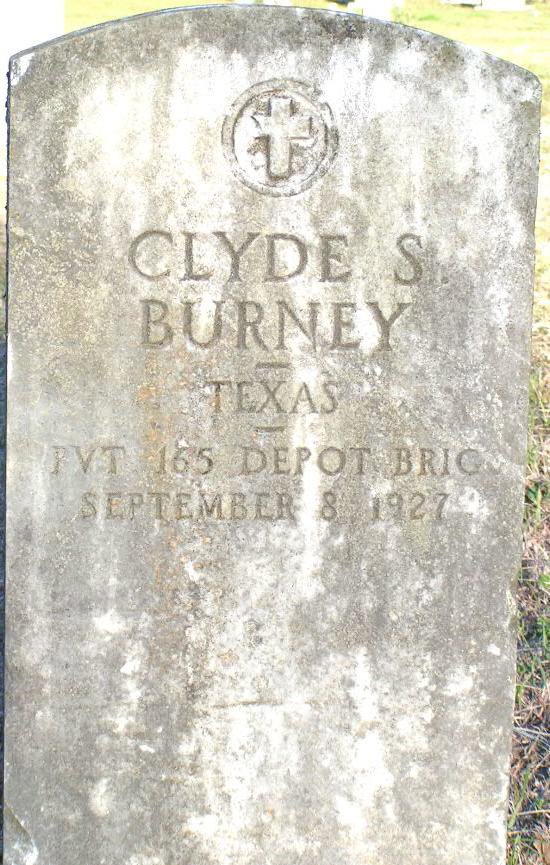 CLYDE S
BURNEY
TEXAS
PVT 165 DEPOT BRIG
SEPTEMBER 8 1927